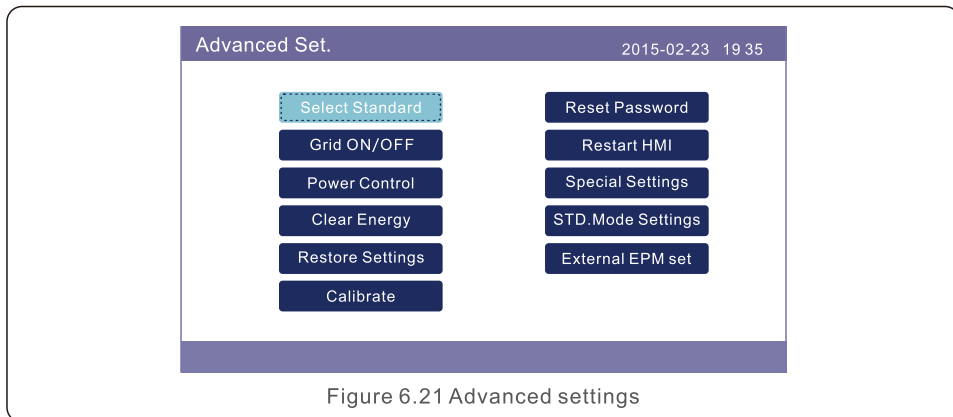 Advanced Set. 2015-02-23 19 35
Select Standard
Grid ON/OFF
Power Control
Clear Energy
Restore Settings
Calibrate
Reset Password
Restart HMI
Special Settings
STD.Mode Settings
External EPM set
Figure 6.21 Advanced settings